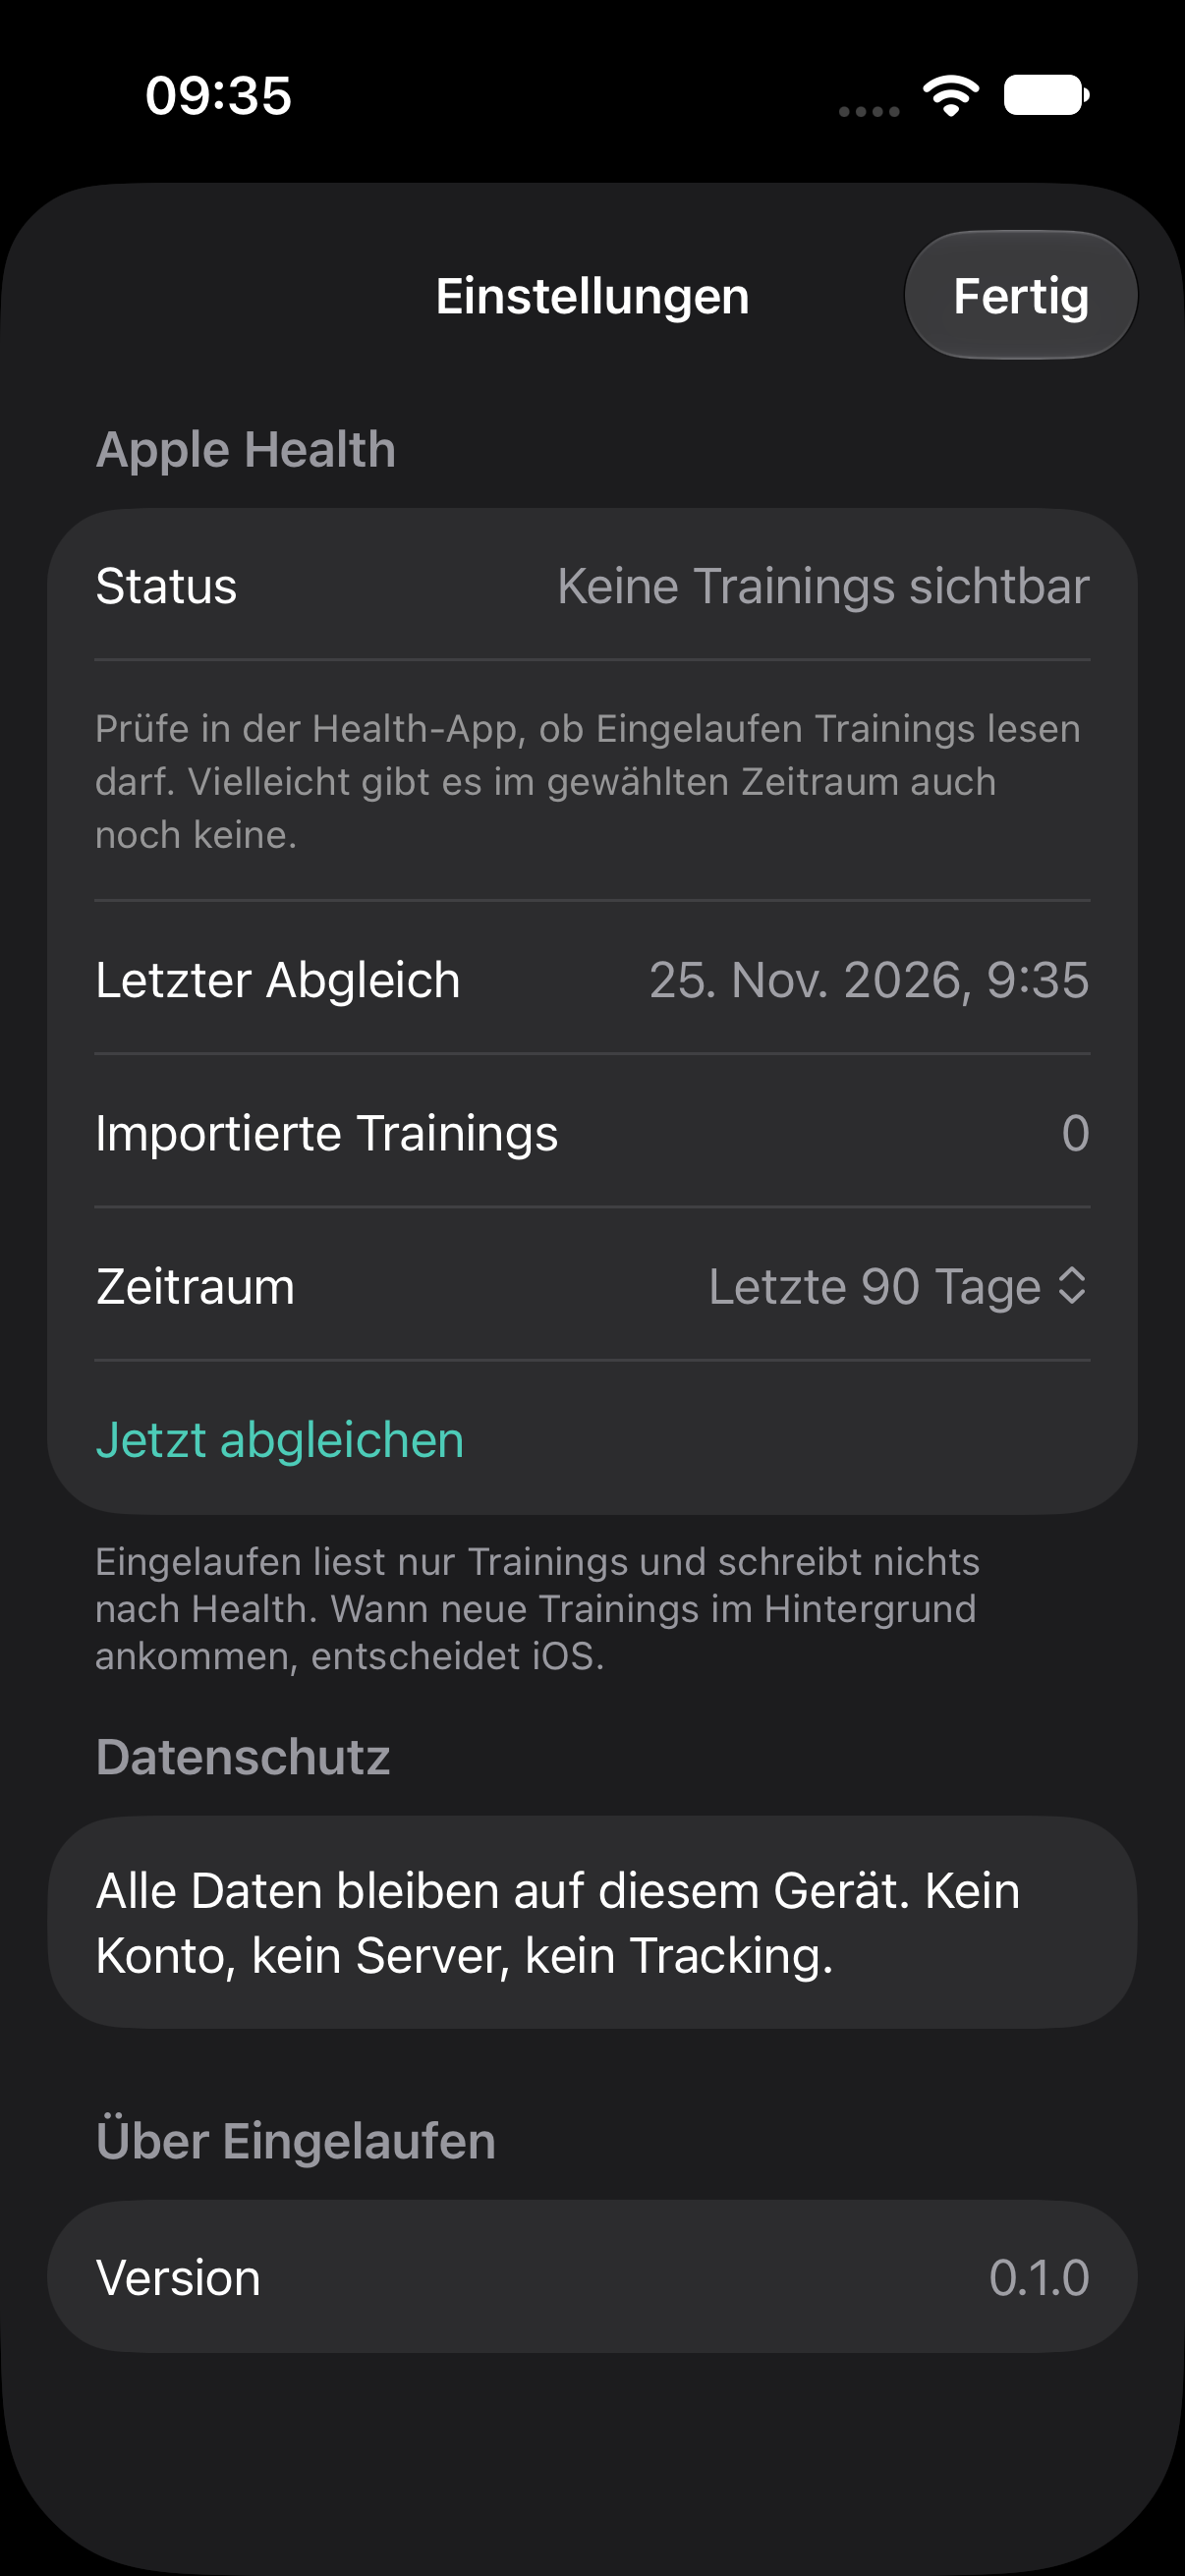 09:35
Einstellungen
Fertig
Apple Health
Status
Keine Trainings sichtbar
Prüfe in der Health-App, ob Eingelaufen Trainings lesen
darf. Vielleicht gibt es im gewählten Zeitraum auch
noch keine.
Letzter Abgleich
25. Nov. 2026, 9:35
Importierte Trainings
0
Zeitraum
Letzte 90 Tage
Jetzt abgleichen
Eingelaufen liest nur Trainings und schreibt nichts
nach Health. Wann neue Trainings im Hintergrund
ankommen, entscheidet iOS.
Datenschutz
Alle Daten bleiben auf diesem Gerät. Kein
Konto, kein Server, kein Tracking.
Über Eingelaufen
Version
0.1.0